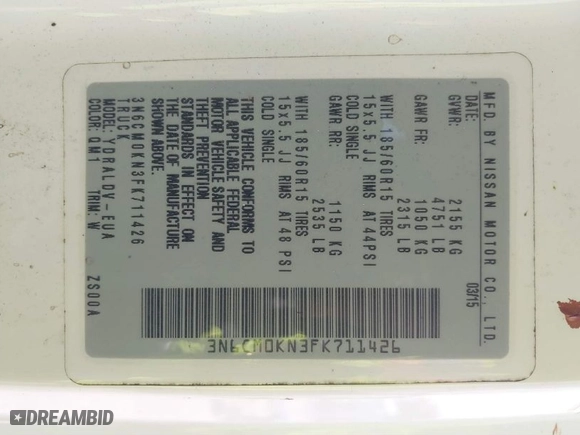 MFD BY NISSAN MOTOR CO., LTD.
DATE: 03/15
GVWR: 2155 KG
4751 LB
GAWR FR: 1050 KG
2315 LB
WITH 185/60R15 TIRES
15x5.5 JJ RIMS AT 44PSI
COLD SINGLE
GAWR RR: 1150 KG
2535 LB
WITH 185/60R15 TIRES
15x5.5 JJ RIMS AT 48 PSI
COLD SINGLE
THIS VEHICLE CONFORMS TO
ALL APPLICABLE FEDERAL
MOTOR VEHICLE SAFETY AND
THEFT PREVENTION
STANDARDS IN EFFECT ON
THE DATE OF MANUFACTURE
SHOWN ABOVE.
3N6CM0KN3FK711426
TRUCK
MODEL: YDRALDV-EUA
COLOR: QM1 TRIM: W ZS00A
3N6CM0KN3FK711426
DREAMBID